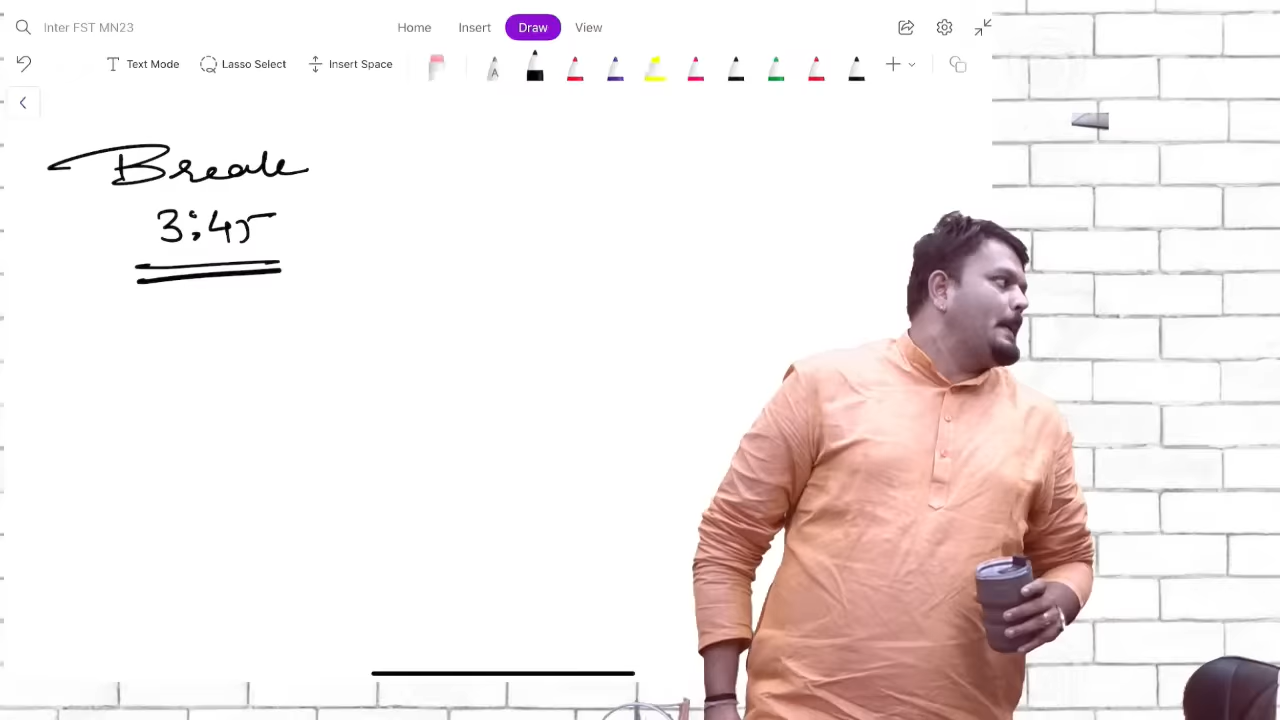 Inter FST MN23
Home Insert Draw View
Text Mode Lasso Select Insert Space
A
Break
3:45